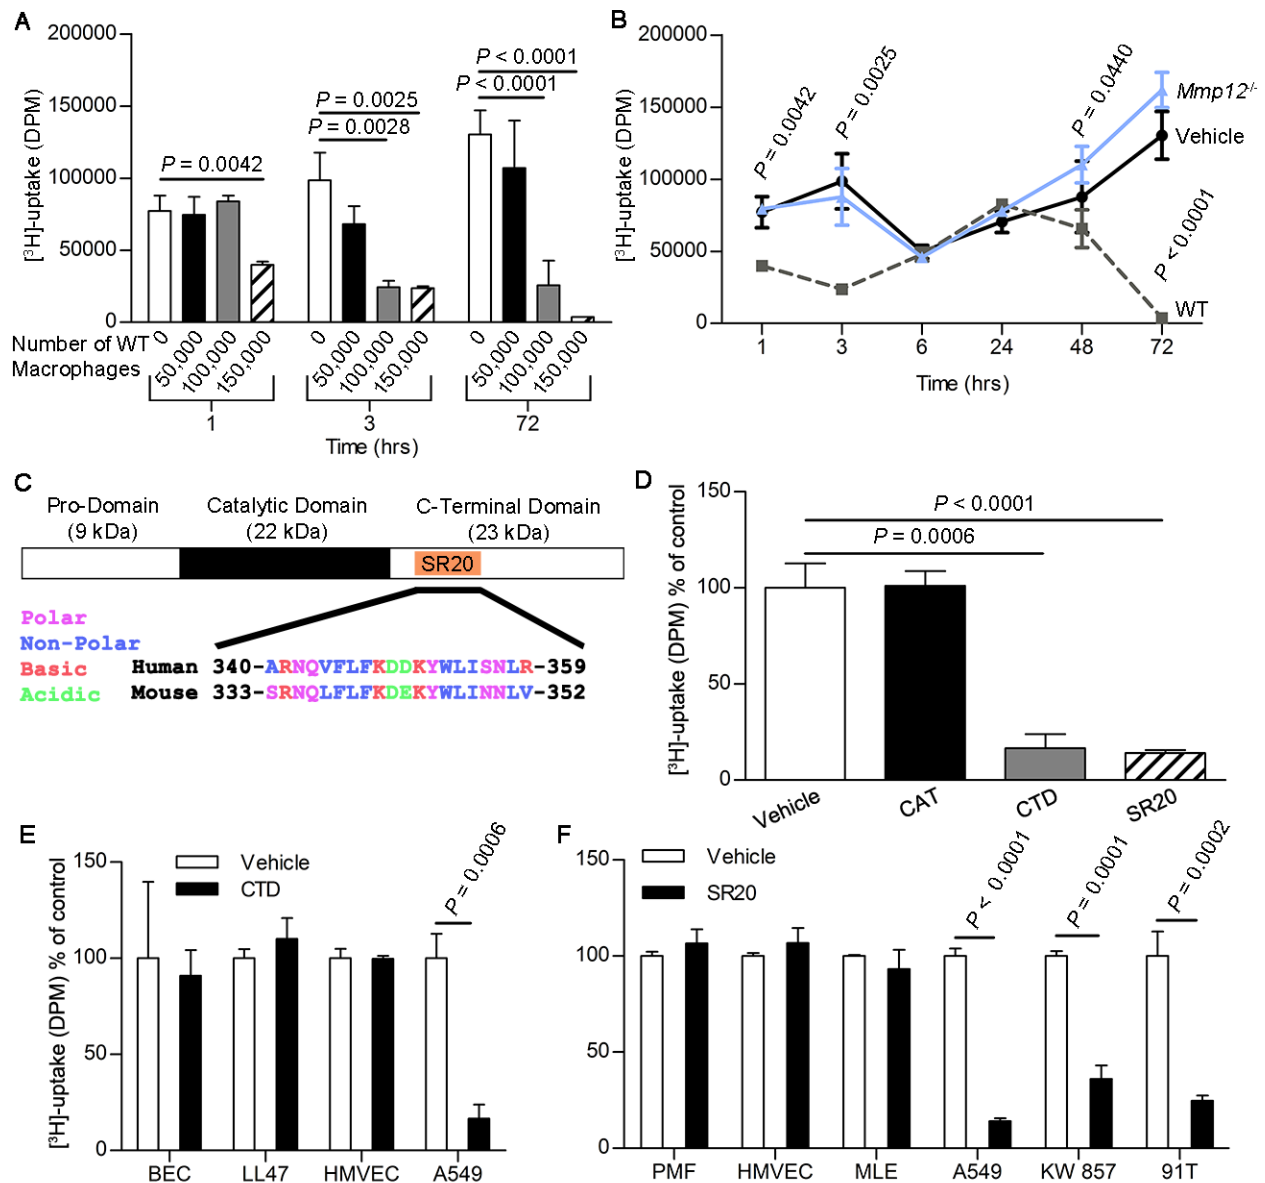 A
200000
150000
100000
50000
0
[³H]-uptake (DPM)
P = 0.0042
P = 0.0025
P = 0.0028
P < 0.0001
P < 0.0001
Number of WT Macrophages
0 50,000 100,000 150,000
0 50,000 100,000 150,000
0 50,000 100,000 150,000
1 3 72
Time (hrs)
B
200000
150000
100000
50000
0
[³H]-uptake (DPM)
P = 0.0042
P = 0.0025
P = 0.0440
P < 0.0001
Mmp12-/-
Vehicle
WT
1 3 6 24 48 72
Time (hrs)
C
Pro-Domain (9 kDa)
Catalytic Domain (22 kDa)
C-Terminal Domain (23 kDa)
SR20
Polar
Non-Polar
Basic
Acidic
Human 340-ARNQVFLFKDDKYWLISNLR-359
Mouse 333-SRNQLFLFKDEKYWLINNLV-352
D
150
100
50
0
[³H]-uptake (DPM) % of control
P < 0.0001
P = 0.0006
Vehicle CAT CTD SR20
E
150
100
50
0
[³H]-uptake (DPM) % of control
Vehicle
CTD
P = 0.0006
BEC LL47 HMVEC A549
F
150
100
50
0
Vehicle
SR20
P < 0.0001
P = 0.0001
P = 0.0002
PMF HMVEC MLE A549 KW 857 91T